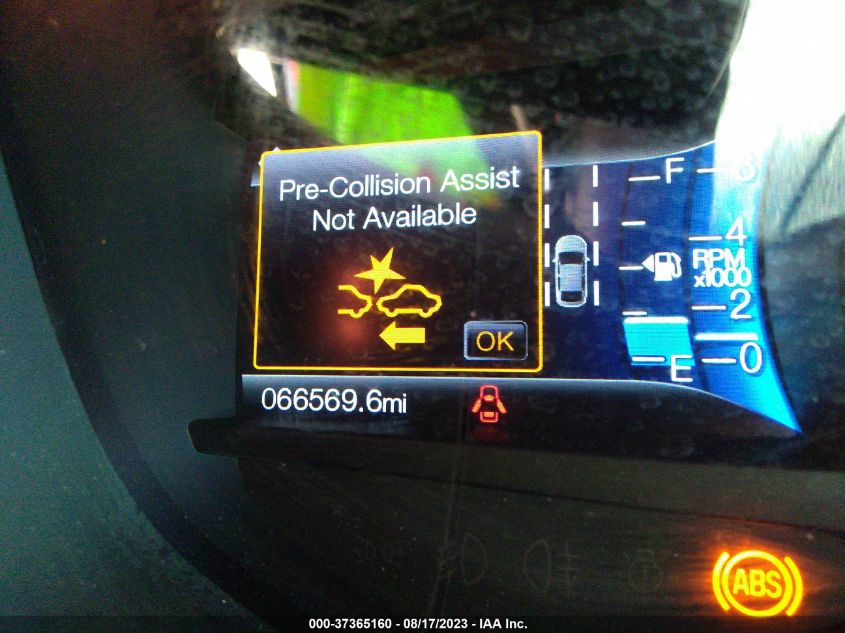 Pre-Collision Assist
Not Available
OK
066569.6mi
F
E
4
RPM
x1000
2
0
ABS
000-37365160 - 08/17/2023 - IAA Inc.